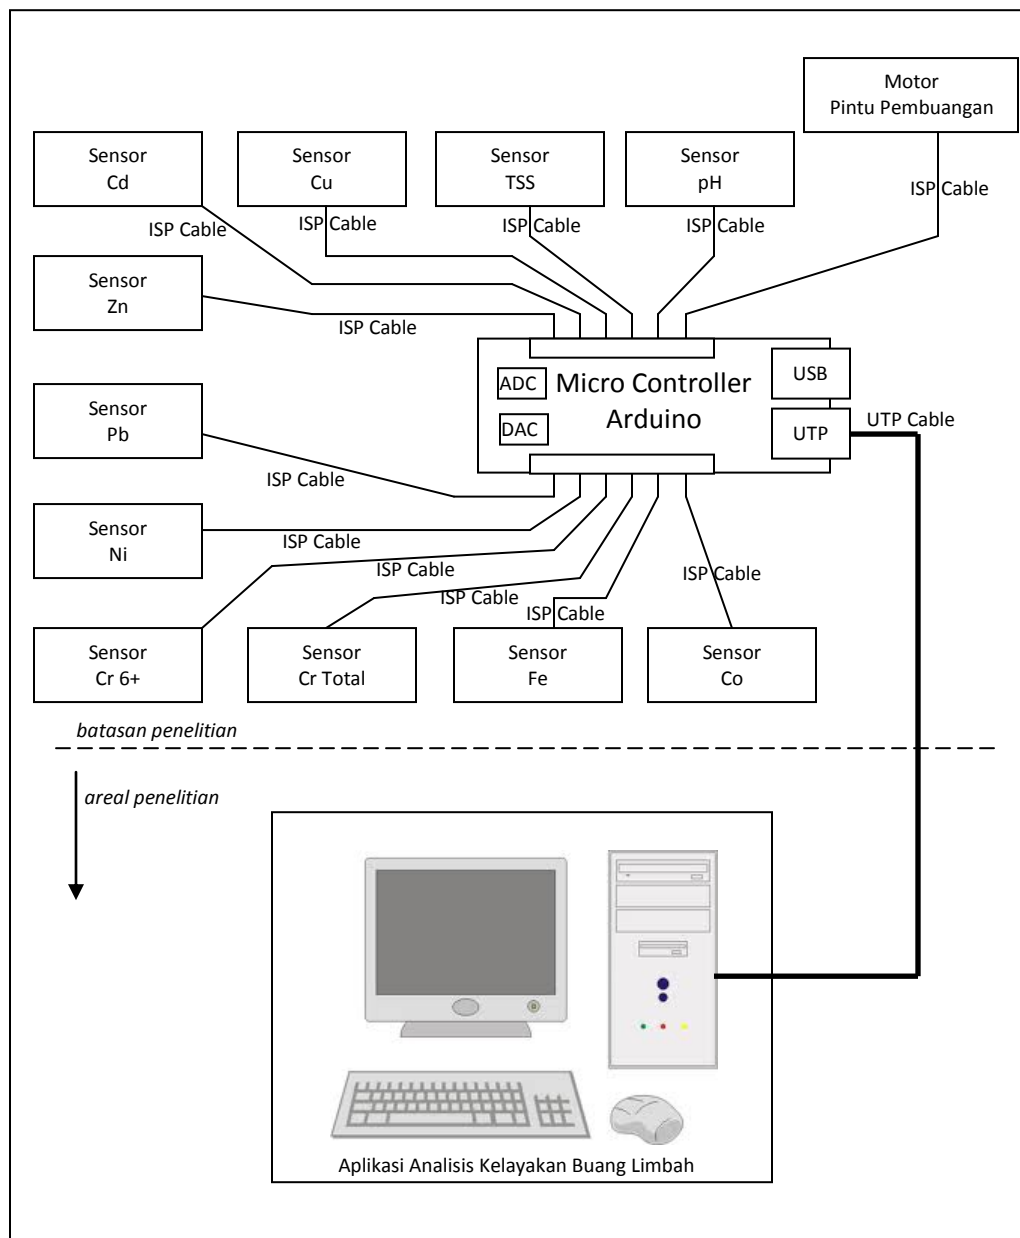 Motor
Pintu Pembuangan
Sensor
Cd
Sensor
Cu
Sensor
TSS
Sensor
pH
ISP Cable
ISP Cable
ISP Cable
ISP Cable
ISP Cable
Sensor
Zn
ISP Cable
Micro Controller
Arduino
ADC
DAC
USB
UTP
UTP Cable
Sensor
Pb
ISP Cable
Sensor
Ni
ISP Cable
ISP Cable
ISP Cable
ISP Cable
ISP Cable
Sensor
Cr 6+
Sensor
Cr Total
Sensor
Fe
Sensor
Co
batasan penelitian
areal penelitian
Aplikasi Analisis Kelayakan Buang Limbah